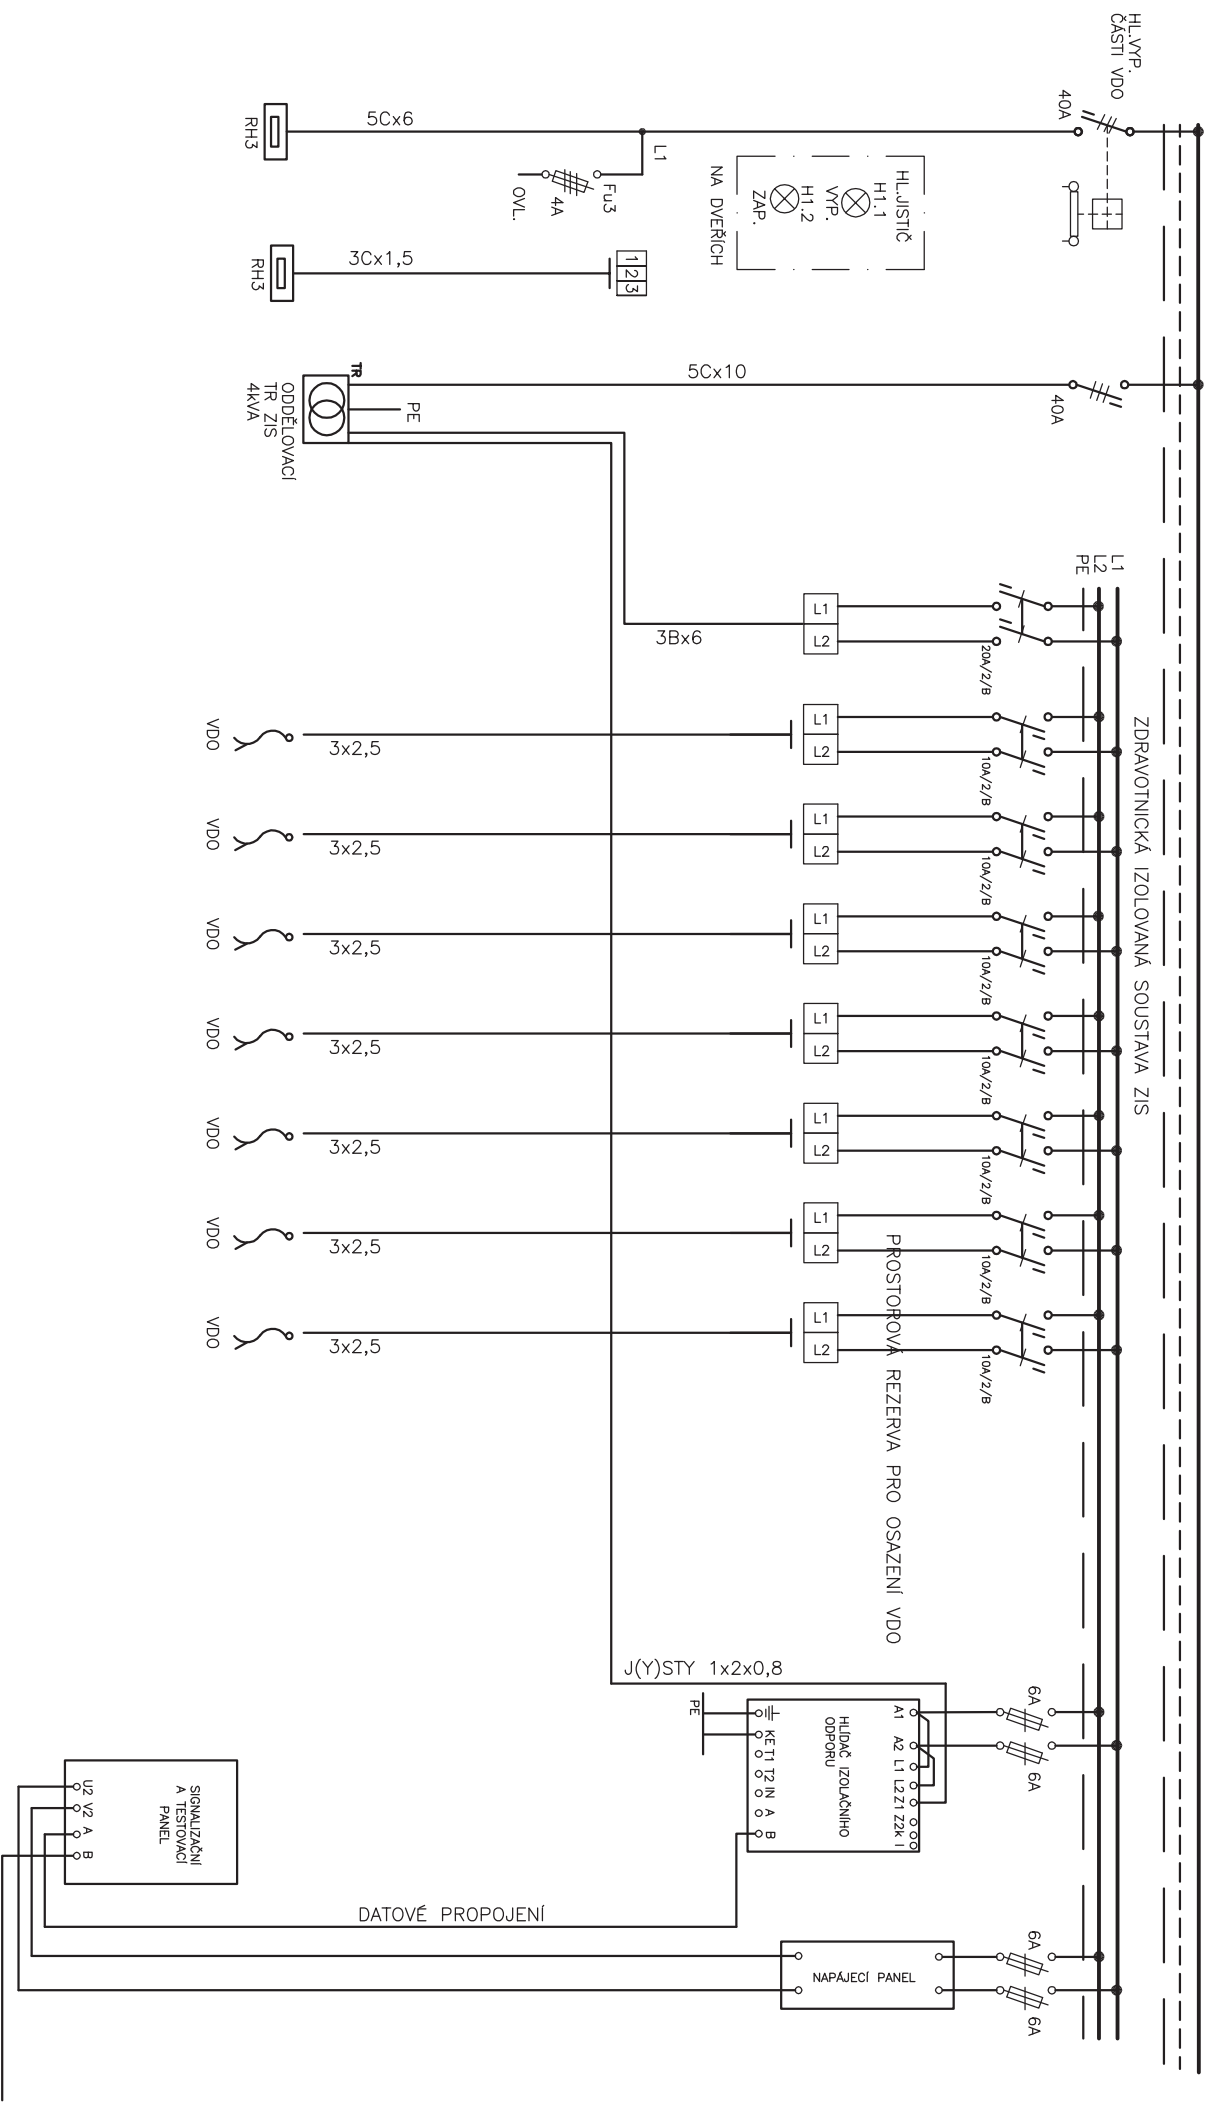 HL.VYP.
ČÁSTI VDO
40A
5Cx6
RH3
L1
Fu3
4A
OVL.
HL.JISTIČ
H1.1
VYP.
H1.2
ZAP.
NA DVEŘÍCH
1 2 3
3Cx1,5
RH3
40A
5Cx10
TR
PE
ODDĚLOVACÍ
TR ZIS
4kVA
L1
L2
PE
ZDRAVOTNICKÁ IZOLOVANÁ SOUSTAVA ZIS
20A/2/B
L1
L2
3Bx6
10A/2/B
L1
L2
3x2,5
VDO
10A/2/B
L1
L2
3x2,5
VDO
10A/2/B
L1
L2
3x2,5
VDO
10A/2/B
L1
L2
3x2,5
VDO
10A/2/B
L1
L2
3x2,5
VDO
10A/2/B
L1
L2
3x2,5
VDO
10A/2/B
L1
L2
3x2,5
VDO
PROSTOROVÁ REZERVA PRO OSAZENÍ VDO
J(Y)STY 1x2x0,8
6A
6A
A1 A2 L1 L2 Z1 Z2k I
HLÍDAČ IZOLAČNÍHO
ODPORU
KE T1 T2 IN A B
PE
6A
6A
NAPÁJECÍ PANEL
DATOVÉ PROPOJENÍ
SIGNALIZAČNÍ
A TESTOVACÍ
PANEL
U2 V2 A B